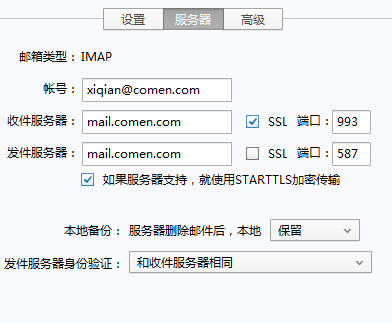 设置 服务器 高级
邮箱类型：IMAP
帐号：xiqian@comen.com
收件服务器：mail.comen.com SSL 端口：993
发件服务器：mail.comen.com SSL 端口：587
如果服务器支持，就使用STARTTLS加密传输
本地备份：服务器删除邮件后，本地 保留
发件服务器身份验证：和收件服务器相同